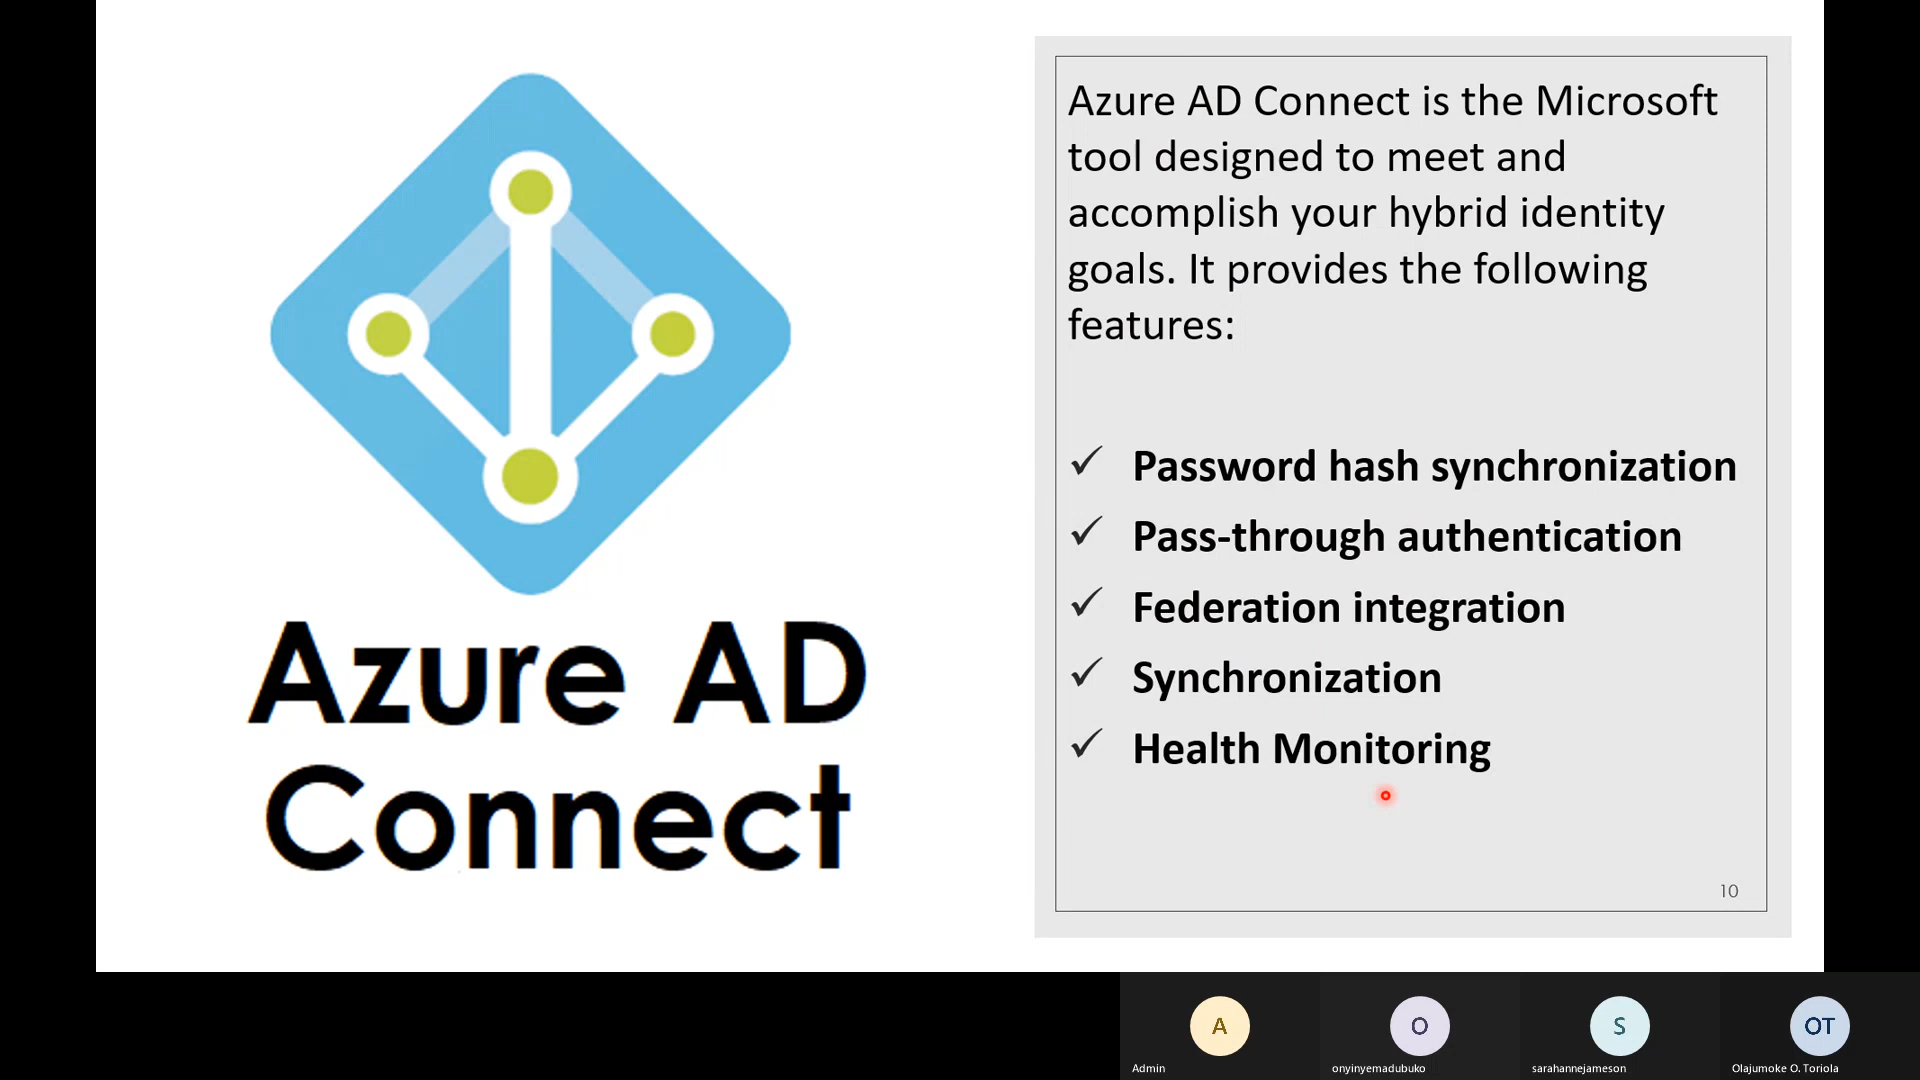 Azure AD
Connect
Azure AD Connect is the Microsoft
tool designed to meet and
accomplish your hybrid identity
goals. It provides the following
features:
✓ Password hash synchronization
✓ Pass-through authentication
✓ Federation integration
✓ Synchronization
✓ Health Monitoring
10
A
O
S
OT
Admin
onyinyemadubuko
sarahannejameson
Olajumoke O. Toriola